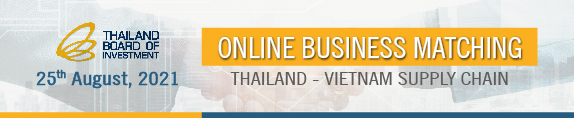 THAILAND
BOARD OF
INVESTMENT
25th August, 2021
ONLINE BUSINESS MATCHING
THAILAND - VIETNAM SUPPLY CHAIN